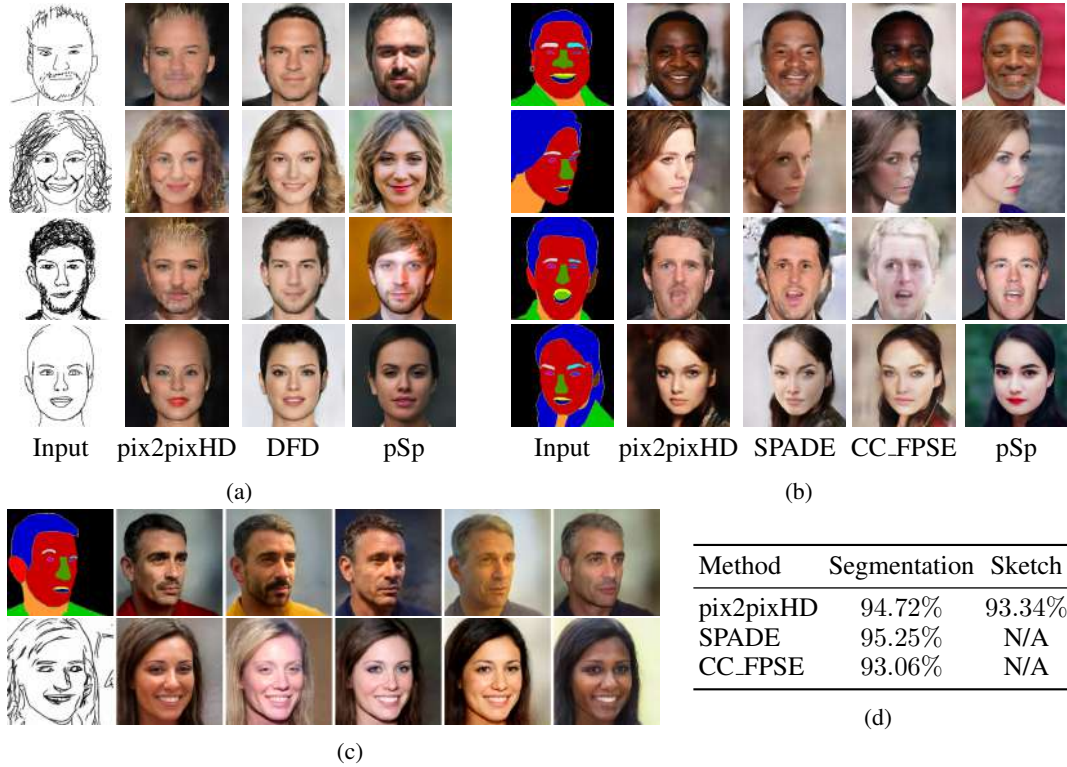 Input pix2pixHD DFD pSp
(a)
Input pix2pixHD SPADE CC_FPSE pSp
(b)
(c)
Method Segmentation Sketch
pix2pixHD 94.72% 93.34%
SPADE 95.25% N/A
CC_FPSE 93.06% N/A
(d)